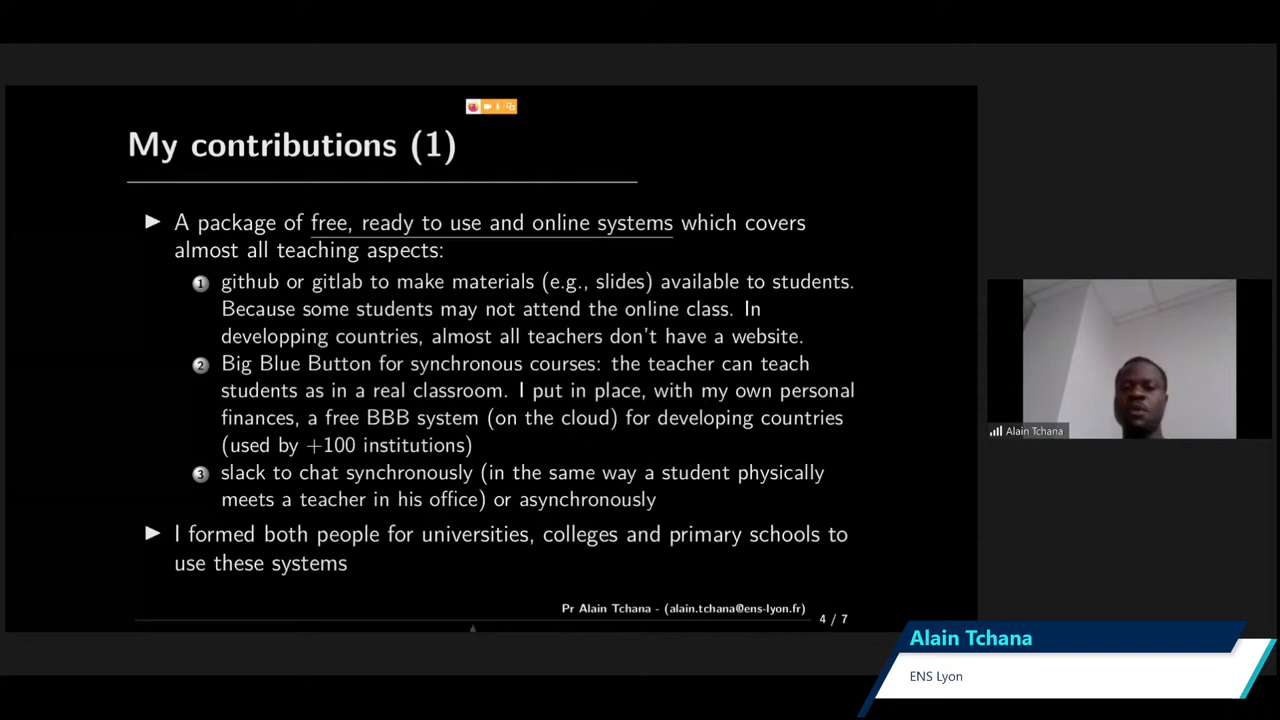 My contributions (1)
A package of free, ready to use and online systems which covers
almost all teaching aspects:
1 github or gitlab to make materials (e.g., slides) available to students.
Because some students may not attend the online class. In
developping countries, almost all teachers don't have a website.
2 Big Blue Button for synchronous courses: the teacher can teach
students as in a real classroom. I put in place, with my own personal
finances, a free BBB system (on the cloud) for developing countries
(used by +100 institutions)
3 slack to chat synchronously (in the same way a student physically
meets a teacher in his office) or asynchronously
I formed both people for universities, colleges and primary schools to
use these systems
Pr Alain Tchana - (alain.tchana@ens-lyon.fr)
4 / 7
Alain Tchana
Alain Tchana
ENS Lyon